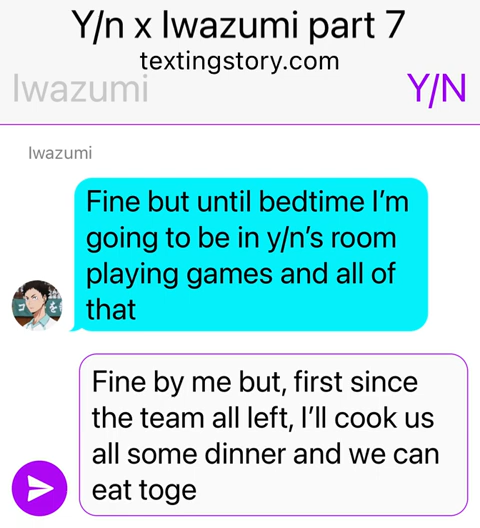 Y/n x Iwazumi part 7
textingstory.com
Iwazumi
Y/N
Iwazumi
Fine but until bedtime I’m
going to be in y/n’s room
playing games and all of
that
Fine by me but, first since
the team all left, I’ll cook us
all some dinner and we can
eat toge